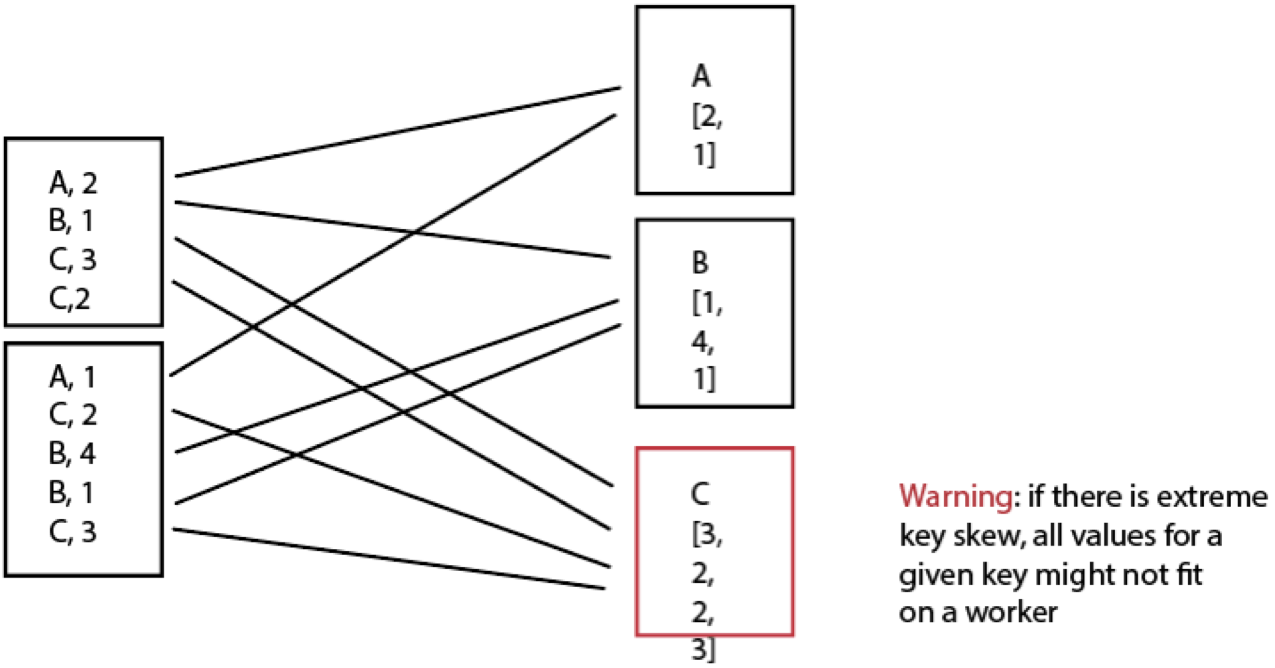 A, 2
B, 1
C, 3
C,2
A, 1
C, 2
B, 4
B, 1
C, 3
A
[2,
1]
B
[1,
4,
1]
C
[3,
2,
2,
3]
Warning: if there is extreme
key skew, all values for a
given key might not fit
on a worker